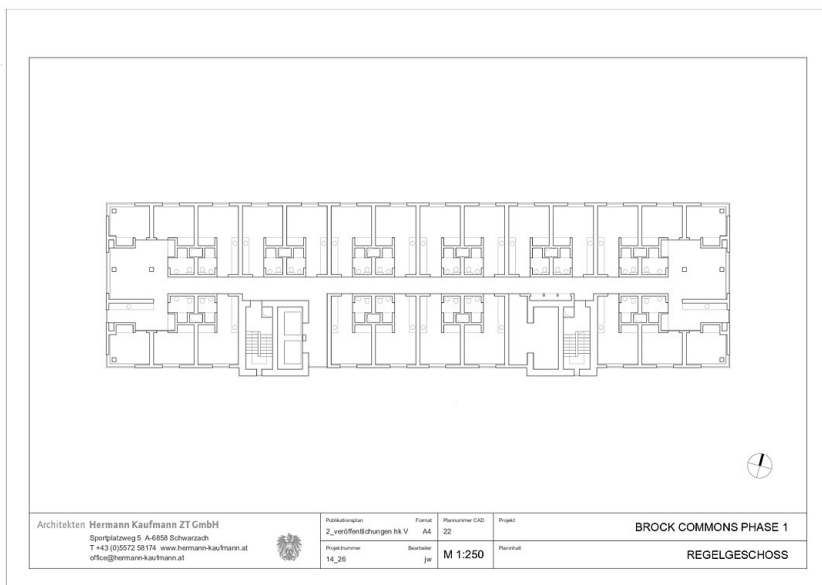 Architekten Hermann Kaufmann ZT GmbH
Sportplatzweg 5 A-6858 Schwarzach
T +43 (0)5572 58174 www.hermann-kaufmann.at
office@hermann-kaufmann.at
Publikationsplan Format
2_veröffentlichungen hk V A4
Projektnummer Bearbeiter
14_26 jw
Plannummer CAD
22
M 1:250
Projekt
BROCK COMMONS PHASE 1
Planinhalt
REGELGESCHOSS